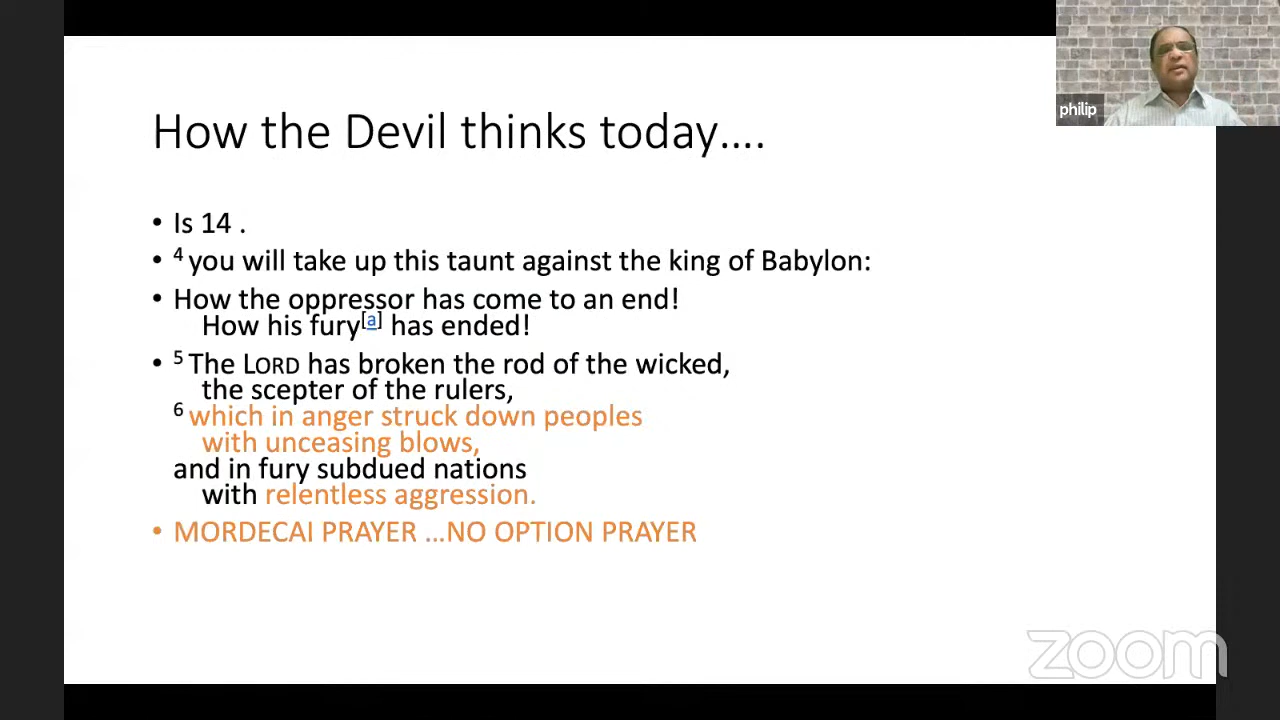 How the Devil thinks today....
• Is 14 .
• 4 you will take up this taunt against the king of Babylon:
• How the oppressor has come to an end!
How his fury[a] has ended!
• 5 The LORD has broken the rod of the wicked,
the scepter of the rulers,
6 which in anger struck down peoples
with unceasing blows,
and in fury subdued nations
with relentless aggression.
• MORDECAI PRAYER ...NO OPTION PRAYER
philip
zoom